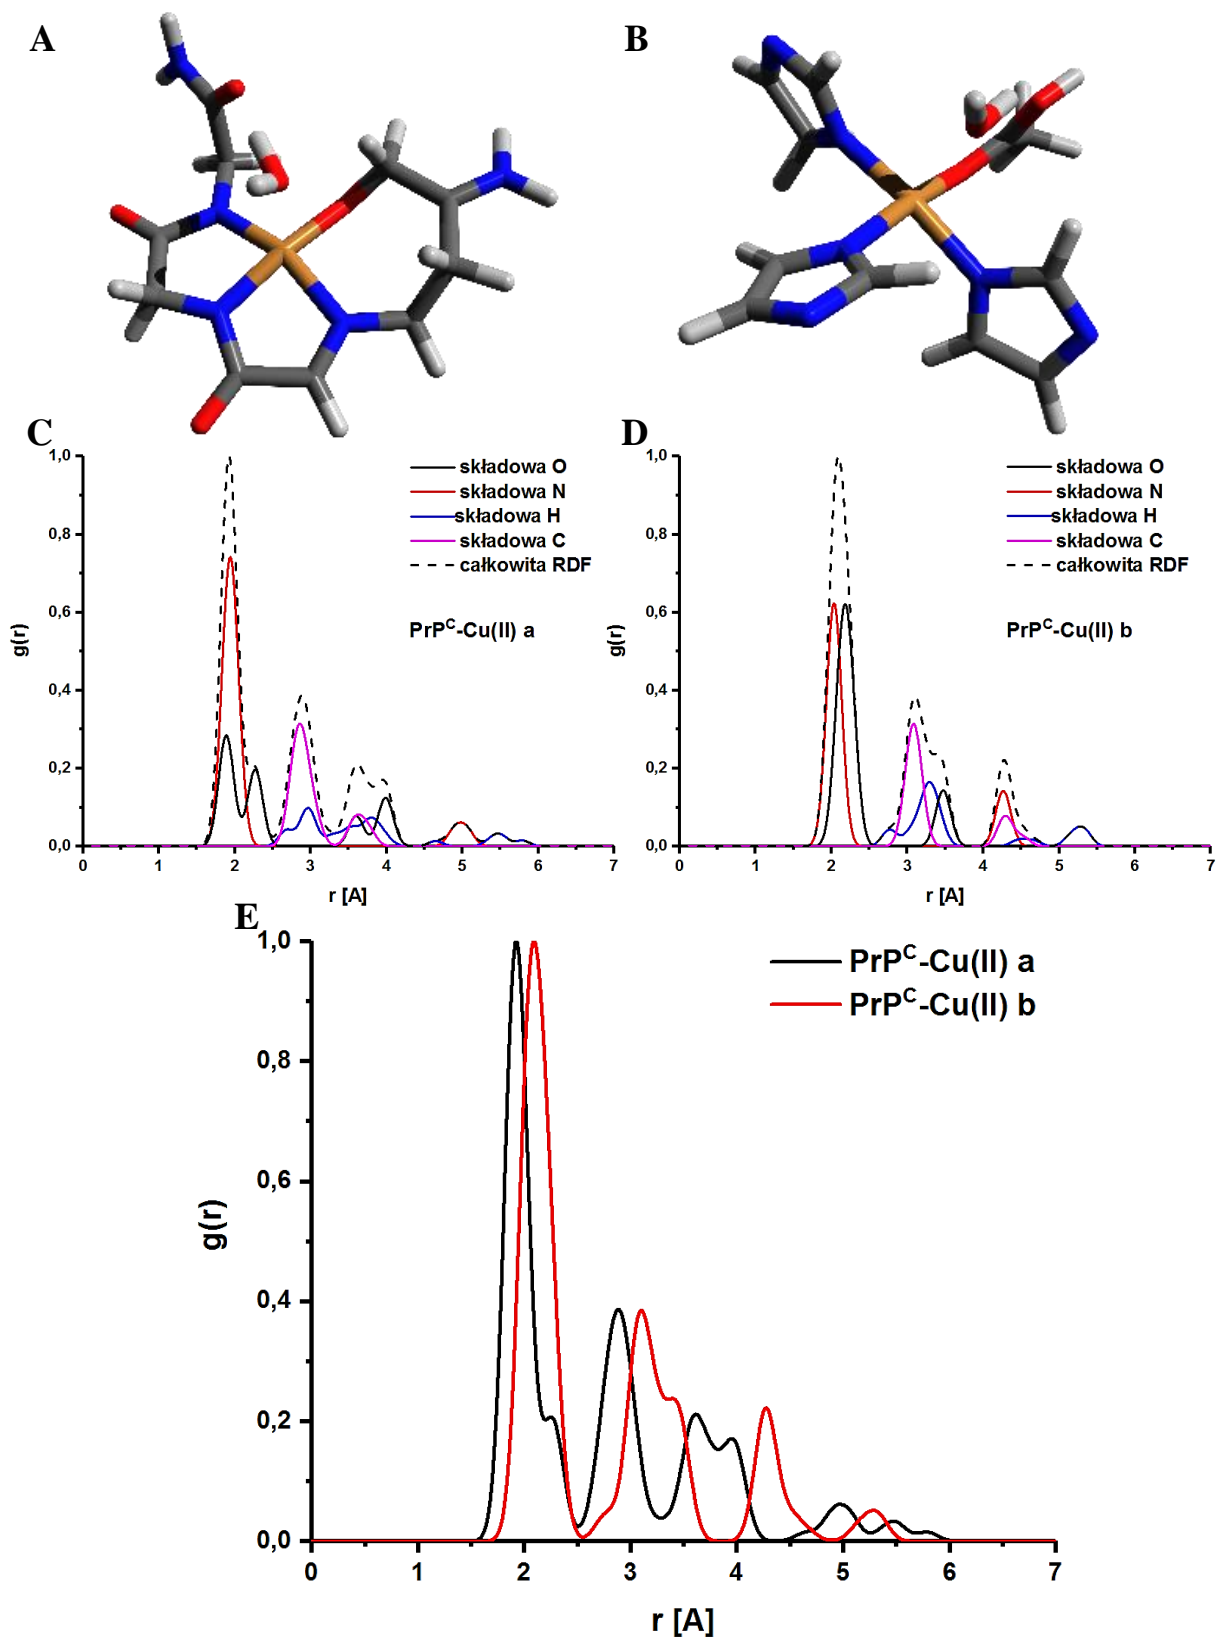 A
B
C
1,0
0,8
0,6
0,4
0,2
0,0
g(r)
składowa O
składowa N
składowa H
składowa C
całkowita RDF
PrP^C-Cu(II) a
0 1 2 3 4 5 6 7
r [A]
D
1,0
0,8
0,6
0,4
0,2
0,0
g(r)
składowa O
składowa N
składowa H
składowa C
całkowita RDF
PrP^C-Cu(II) b
0 1 2 3 4 5 6 7
r [A]
E
1,0
0,8
0,6
0,4
0,2
0,0
g(r)
PrP^C-Cu(II) a
PrP^C-Cu(II) b
0 1 2 3 4 5 6 7
r [A]